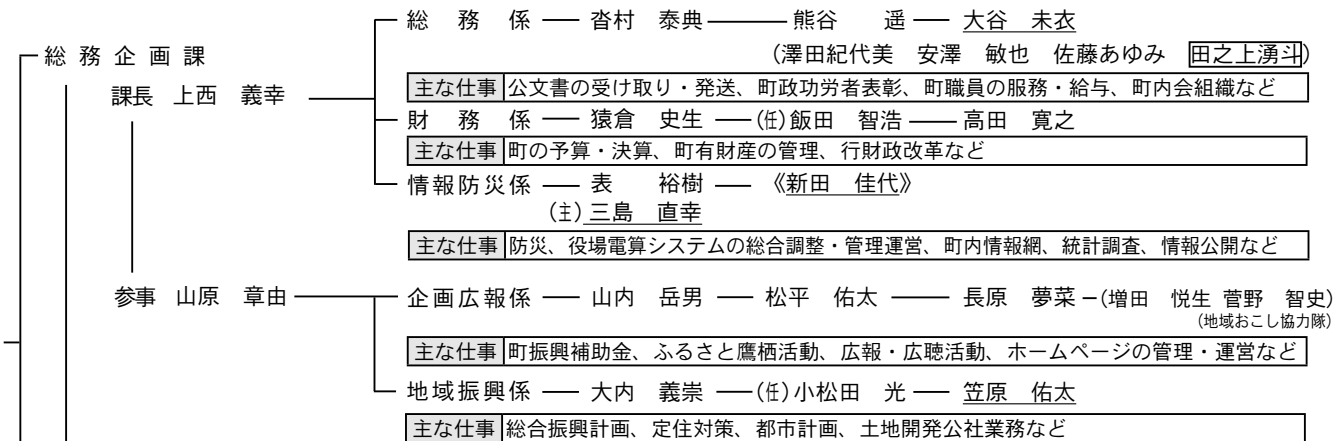 総務企画課
課長 上西 義幸
総務係 沓村 泰典 熊谷 遥 大谷 未衣
(澤田紀代美 安澤 敏也 佐藤あゆみ 田之上湧斗)
主な仕事 公文書の受け取り・発送、町政功労者表彰、町職員の服務・給与、町内会組織など
財務係 猿倉 史生 (任)飯田 智浩 高田 寛之
主な仕事 町の予算・決算、町有財産の管理、行財政改革など
情報防災係 表 裕樹 《新田 佳代》
(主)三島 直幸
主な仕事 防災、役場電算システムの総合調整・管理運営、町内情報網、統計調査、情報公開など
参事 山原 章由
企画広報係 山内 岳男 松平 佑太 長原 夢菜 (増田 悦生 菅野 智史)
(地域おこし協力隊)
主な仕事 町振興補助金、ふるさと鷹栖活動、広報・広聴活動、ホームページの管理・運営など
地域振興係 大内 義崇 (任)小松田 光 笠原 佑太
主な仕事 総合振興計画、定住対策、都市計画、土地開発公社業務など